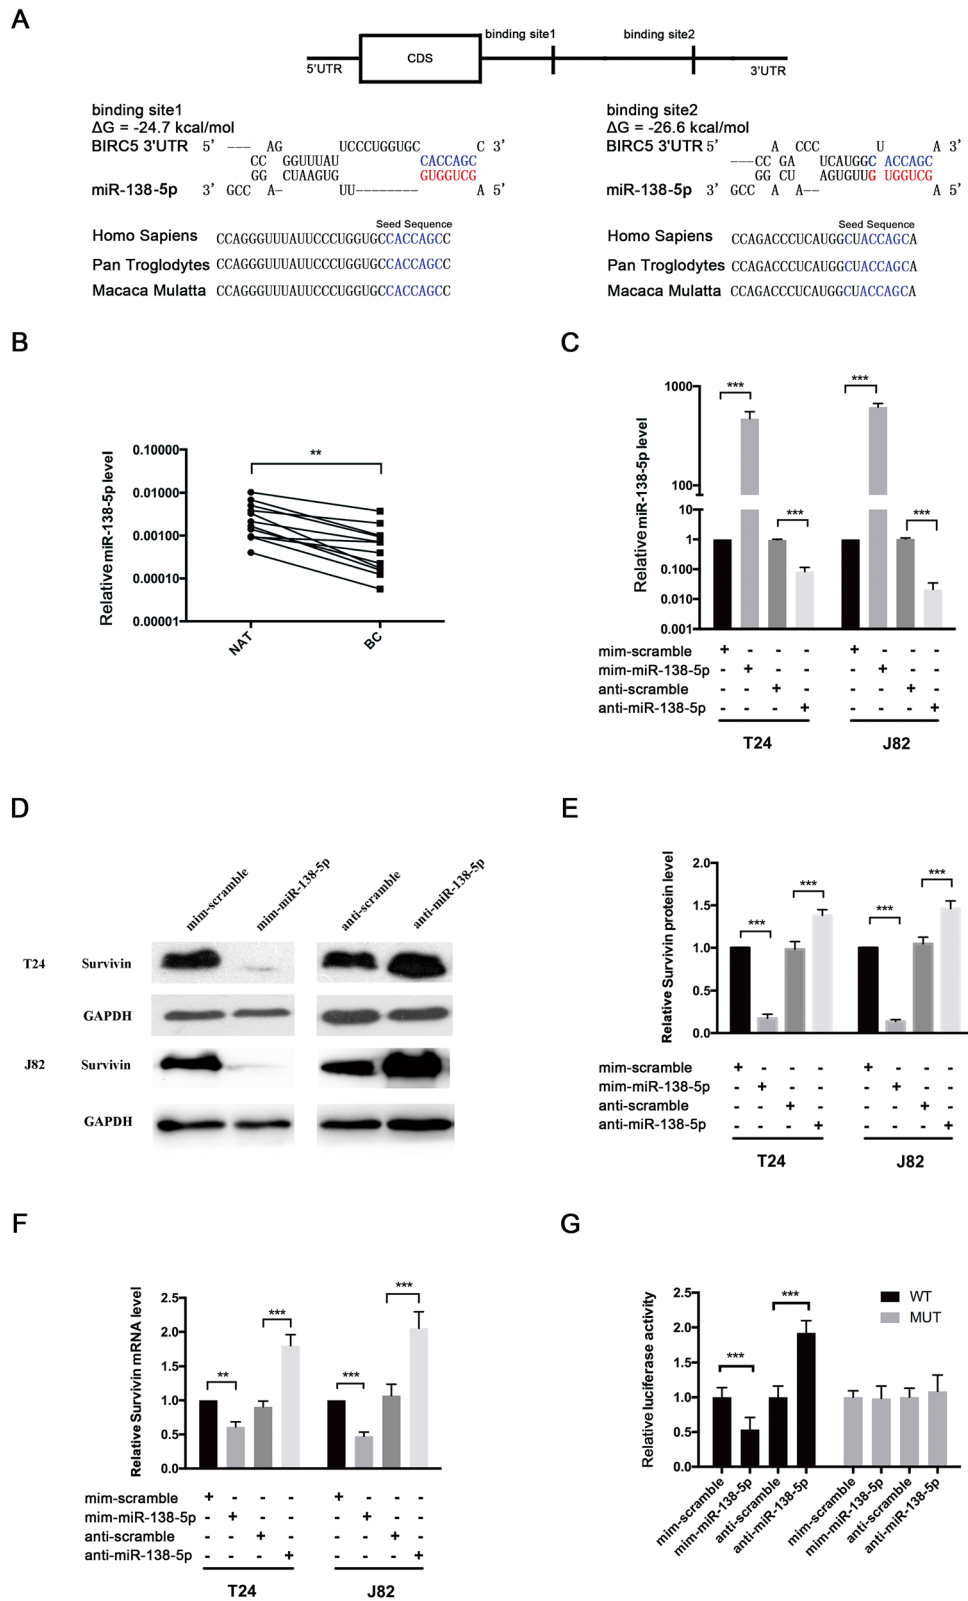 A
binding site1
binding site2
CDS
5'UTR
3'UTR
binding site1
ΔG = -24.7 kcal/mol
BIRC5 3'UTR 5' --- AG UCCCUGGUGC C 3'
CC GGUUUAU CACCAGC
GG CUAAGUG GUGGUCG
miR-138-5p 3' GCC A- UU-------- A 5'
Seed Sequence
Homo Sapiens CCAGGGUUUAUUCCCUGGUGCCACCAGCC
Pan Troglodytes CCAGGGUUUAUUCCCUGGUGCCACCAGCC
Macaca Mulatta CCAGGGUUUAUUCCCUGGUGCCACCAGCC
binding site2
ΔG = -26.6 kcal/mol
BIRC5 3'UTR 5' A CCC U A 3'
---CC GA UCAUGGC ACCAGC
GG CU AGUGUUG UGGUCG
miR-138-5p 3' GCC A A- A 5'
Seed Sequence
Homo Sapiens CCAGACCCUCAUGGCUACCAGCA
Pan Troglodytes CCAGACCCUCAUGGCUACCAGCA
Macaca Mulatta CCAGACCCUCAUGGCUACCAGCA
B
Relative miR-138-5p level
0.10000
0.01000
0.00100
0.00010
0.00001
**
NAT
BC
C
Relative miR-138-5p level
1000
100
10
1
0.100
0.010
0.001
*** *** *** ***
mim-scramble + - - - + - - -
mim-miR-138-5p - + - - - + - -
anti-scramble - - + - - - + -
anti-miR-138-5p - - - + - - - +
T24 J82
D
mim-scramble
mim-miR-138-5p
anti-scramble
anti-miR-138-5p
T24 Survivin
GAPDH
J82 Survivin
GAPDH
E
Relative Survivin protein level
2.0
1.5
1.0
0.5
0.0
*** *** *** ***
mim-scramble + - - - + - - -
mim-miR-138-5p - + - - - + - -
anti-scramble - - + - - - + -
anti-miR-138-5p - - - + - - - +
T24 J82
F
Relative Survivin mRNA level
2.5
2.0
1.5
1.0
0.5
0.0
** *** *** ***
mim-scramble + - - - + - - -
mim-miR-138-5p - + - - - + - -
anti-scramble - - + - - - + -
anti-miR-138-5p - - - + - - - +
T24 J82
G
Relative luciferase activity
2.5
2.0
1.5
1.0
0.5
0.0
*** ***
WT
MUT
mim-scramble
mim-miR-138-5p
anti-scramble
anti-miR-138-5p
mim-scramble
mim-miR-138-5p
anti-scramble
anti-miR-138-5p